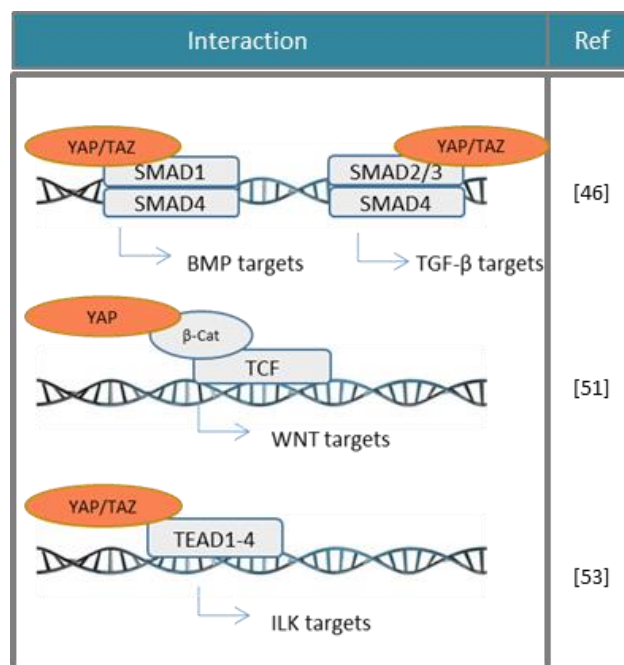 Interaction Ref
YAP/TAZ YAP/TAZ
SMAD1 SMAD2/3
SMAD4 SMAD4 [46]
BMP targets TGF-β targets
YAP
β-Cat
TCF
[51]
WNT targets
YAP/TAZ
TEAD1-4
[53]
ILK targets